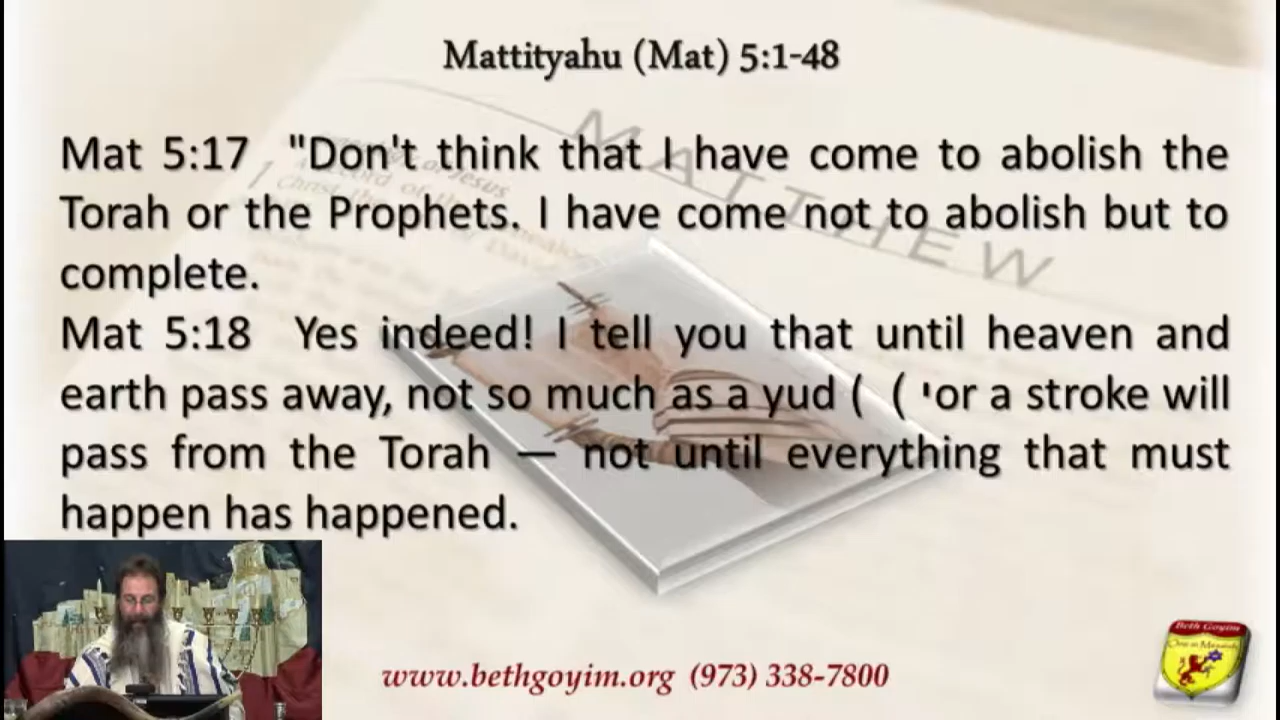 Mattityahu (Mat) 5:1-48
Mat 5:17 "Don't think that I have come to abolish the
Torah or the Prophets. I have come not to abolish but to
complete.
Mat 5:18 Yes indeed! I tell you that until heaven and
earth pass away, not so much as a yud ( ( יor a stroke will
pass from the Torah — not until everything that must
happen has happened.
MATTHEW
www.bethgoyim.org (973) 338-7800
Beth Goyim